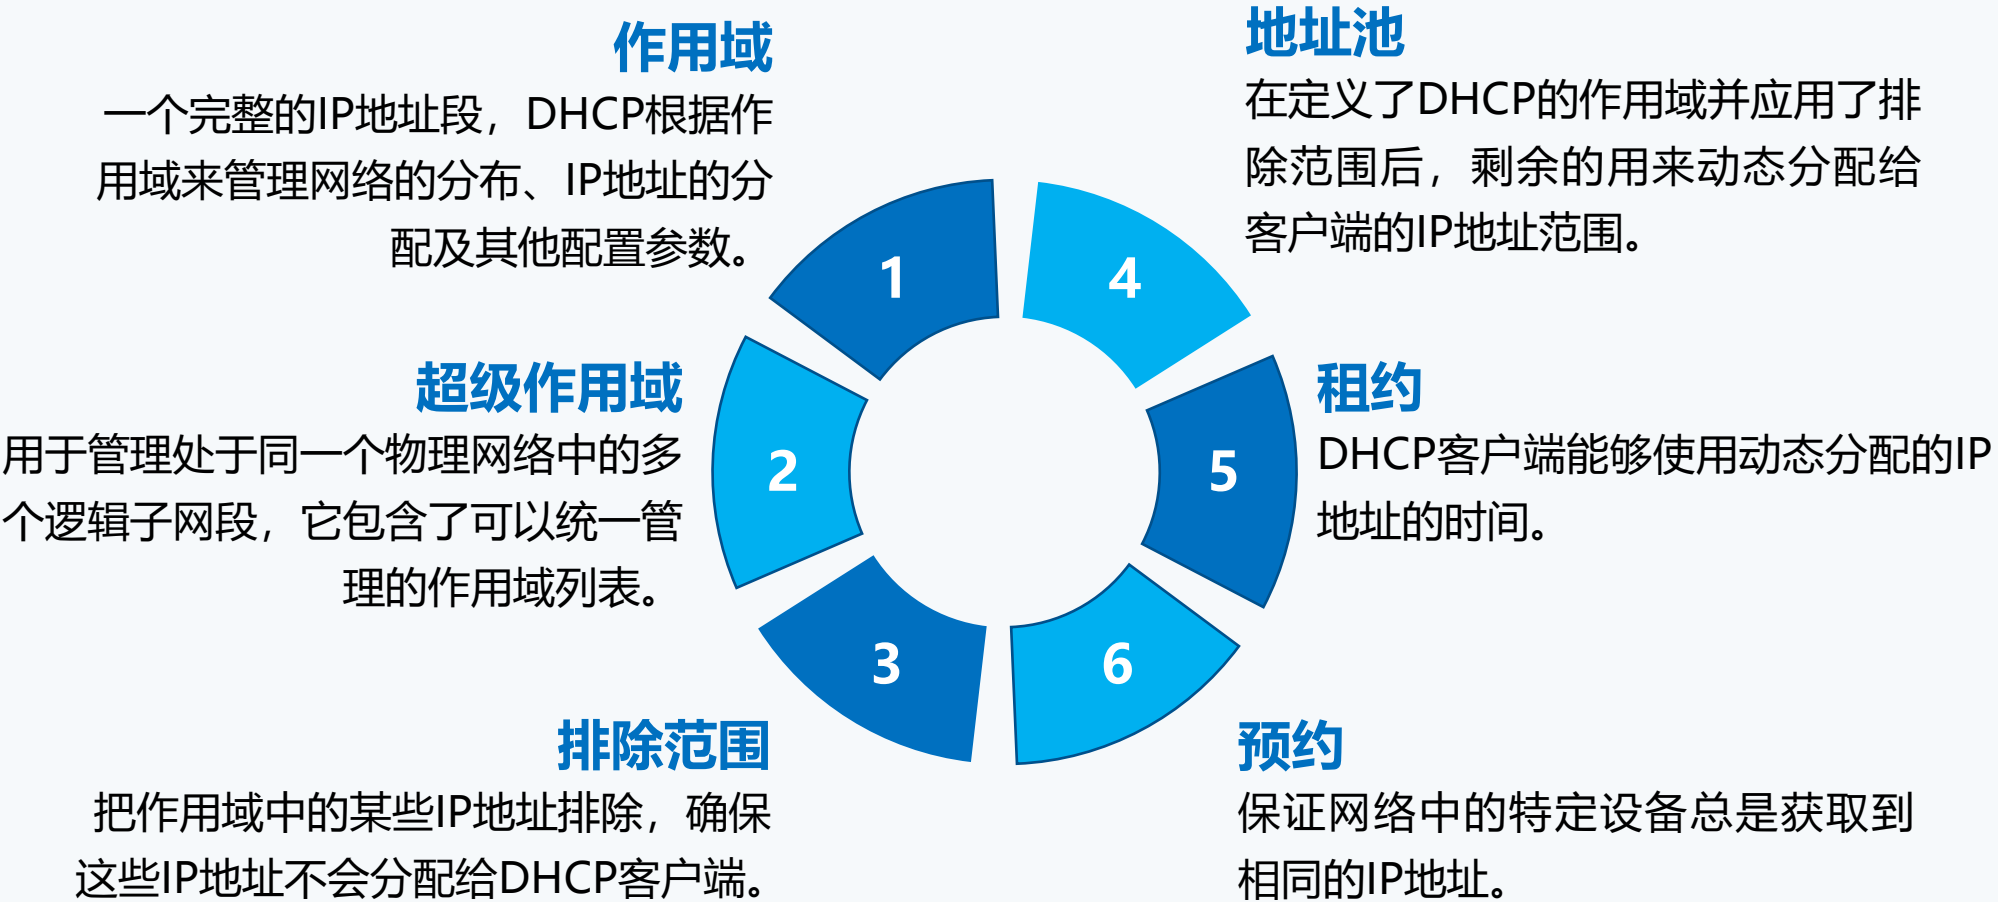 作用域
一个完整的IP地址段，DHCP根据作
用域来管理网络的分布、IP地址的分
配及其他配置参数。
1
超级作用域
用于管理处于同一个物理网络中的多
个逻辑子网段，它包含了可以统一管
理的作用域列表。
2
排除范围
把作用域中的某些IP地址排除，确保
这些IP地址不会分配给DHCP客户端。
3
地址池
在定义了DHCP的作用域并应用了排
除范围后，剩余的用来动态分配给
客户端的IP地址范围。
4
租约
DHCP客户端能够使用动态分配的IP
地址的时间。
5
预约
保证网络中的特定设备总是获取到
相同的IP地址。
6